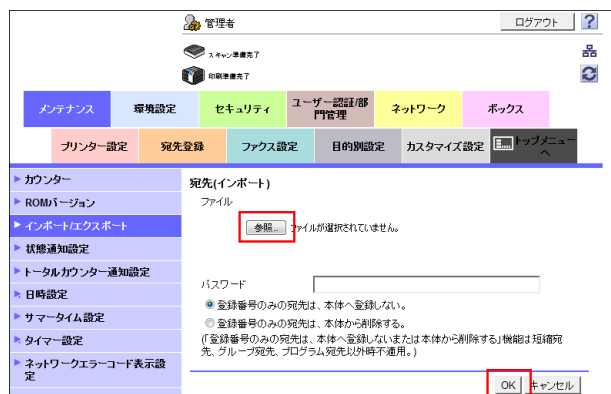 管理者
ログアウト
?
スキャン準備完了
印刷準備完了
メンテナンス
環境設定
セキュリティ
ユーザー認証/部
門管理
ネットワーク
ボックス
プリンター設定
宛先登録
ファクス設定
目的別設定
カスタマイズ設定
トップメニュー
へ
カウンター
ROMバージョン
インポート/エクスポート
状態通知設定
トータルカウンター通知設定
日時設定
サマータイム設定
タイマー設定
ネットワークエラーコード表示設
定
宛先(インポート)
ファイル
参照... ファイルが選択されていません。
パスワード
登録番号のみの宛先は、本体へ登録しない。
登録番号のみの宛先は、本体から削除する。
(「登録番号のみの宛先は、本体へ登録しないまたは本体から削除する」機能は短縮宛
先、グループ宛先、プログラム宛先以外時不適用。)
OK
キャンセル